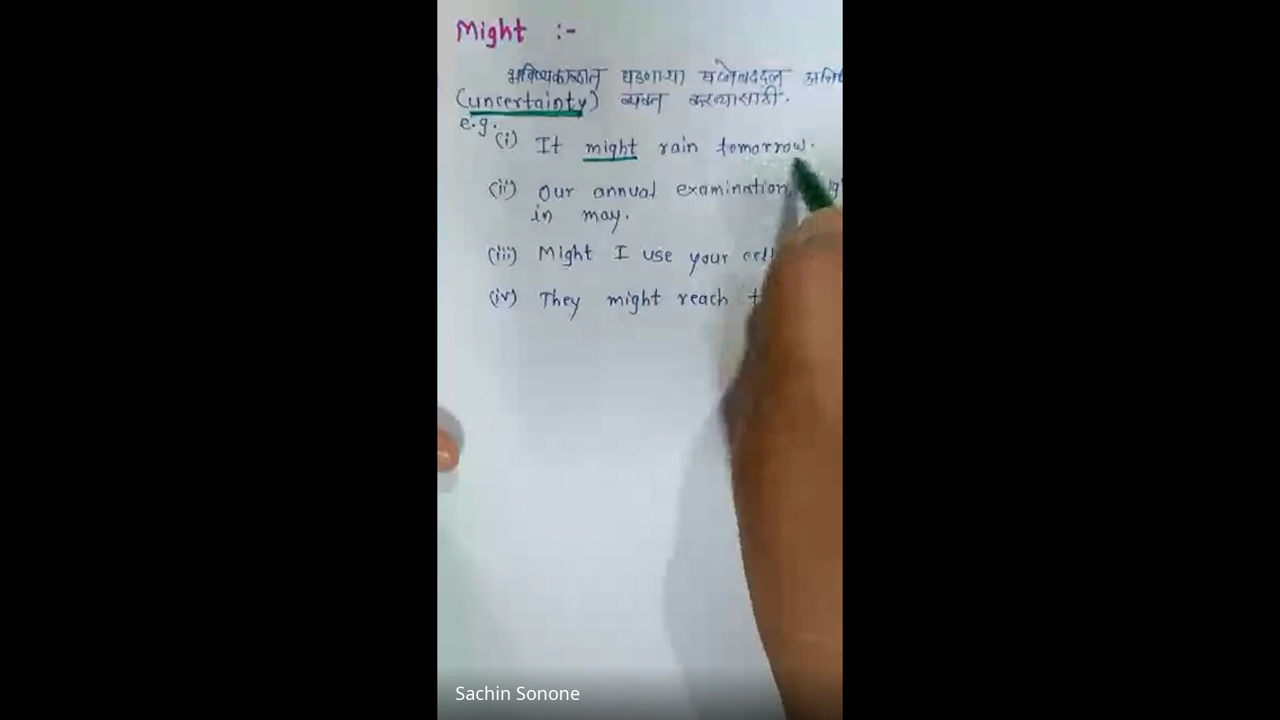 Might :-
भविष्यकाळात घडणाऱ्या घटनेबद्दल
(uncertainty) व्यक्त करण्यासाठी.
e.g.
(i) It might rain tomorrow.
(ii) Our annual examination
in may.
(iii) Might I use your cell
(iv) They might reach
Sachin Sonone